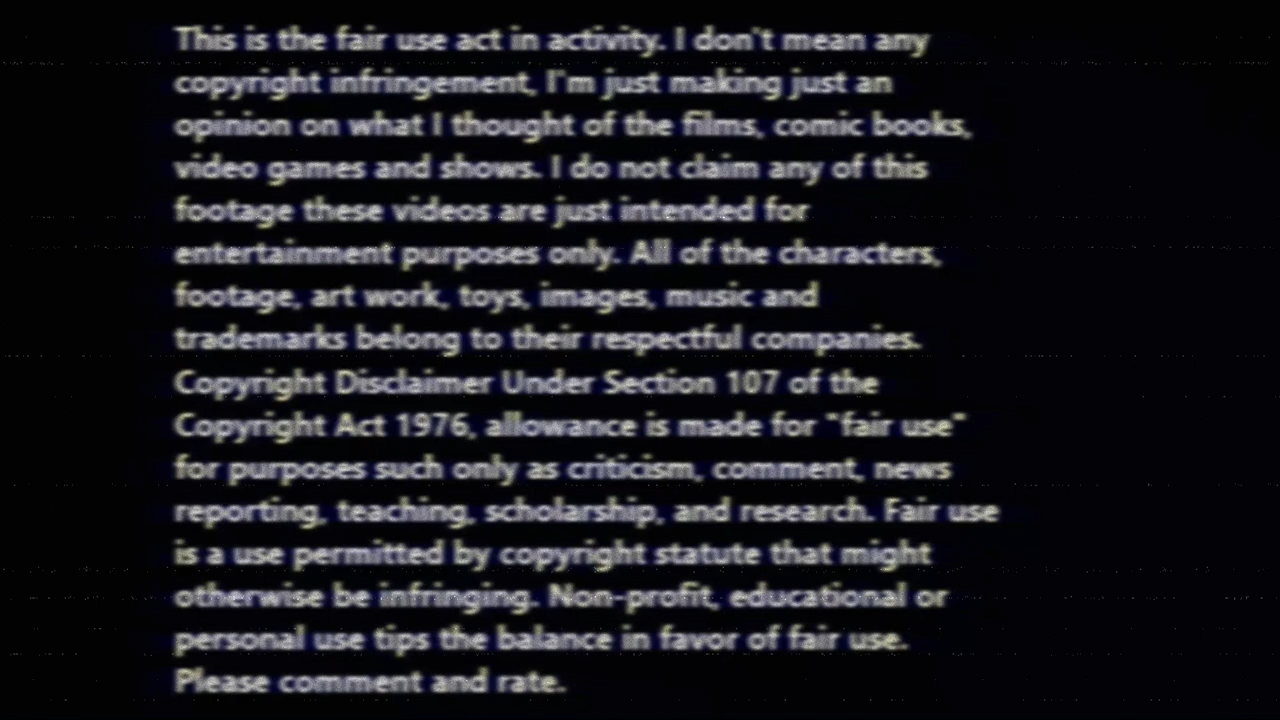 This is the fair use act in activity. I don't mean any
copyright infringement, I'm just making just an
opinion on what I thought of the films, comic books,
video games and shows. I do not claim any of this
footage these videos are just intended for
entertainment purposes only. All of the characters,
footage, art work, toys, images, music and
trademarks belong to their respectful companies.
Copyright Disclaimer Under Section 107 of the
Copyright Act 1976, allowance is made for "fair use"
for purposes such only as criticism, comment, news
reporting, teaching, scholarship, and research. Fair use
is a use permitted by copyright statute that might
otherwise be infringing. Non-profit, educational or
personal use tips the balance in favor of fair use.
Please comment and rate.